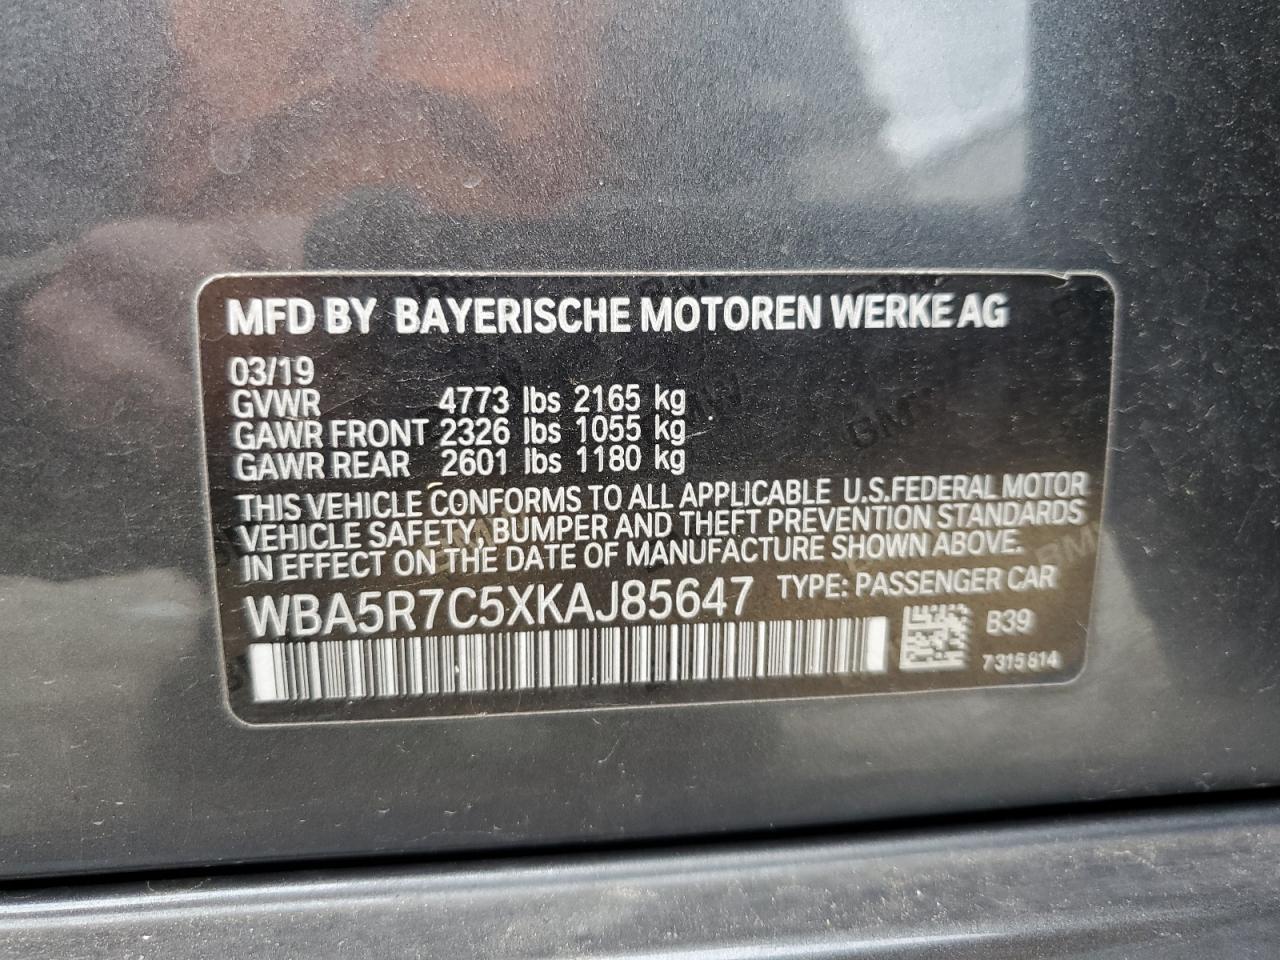 MFD BY BAYERISCHE MOTOREN WERKE AG
03/19
GVWR 4773 lbs 2165 kg
GAWR FRONT 2326 lbs 1055 kg
GAWR REAR 2601 lbs 1180 kg
THIS VEHICLE CONFORMS TO ALL APPLICABLE U.S.FEDERAL MOTOR
VEHICLE SAFETY, BUMPER AND THEFT PREVENTION STANDARDS
IN EFFECT ON THE DATE OF MANUFACTURE SHOWN ABOVE.
WBA5R7C5XKAJ85647 TYPE: PASSENGER CAR
B39
7315814